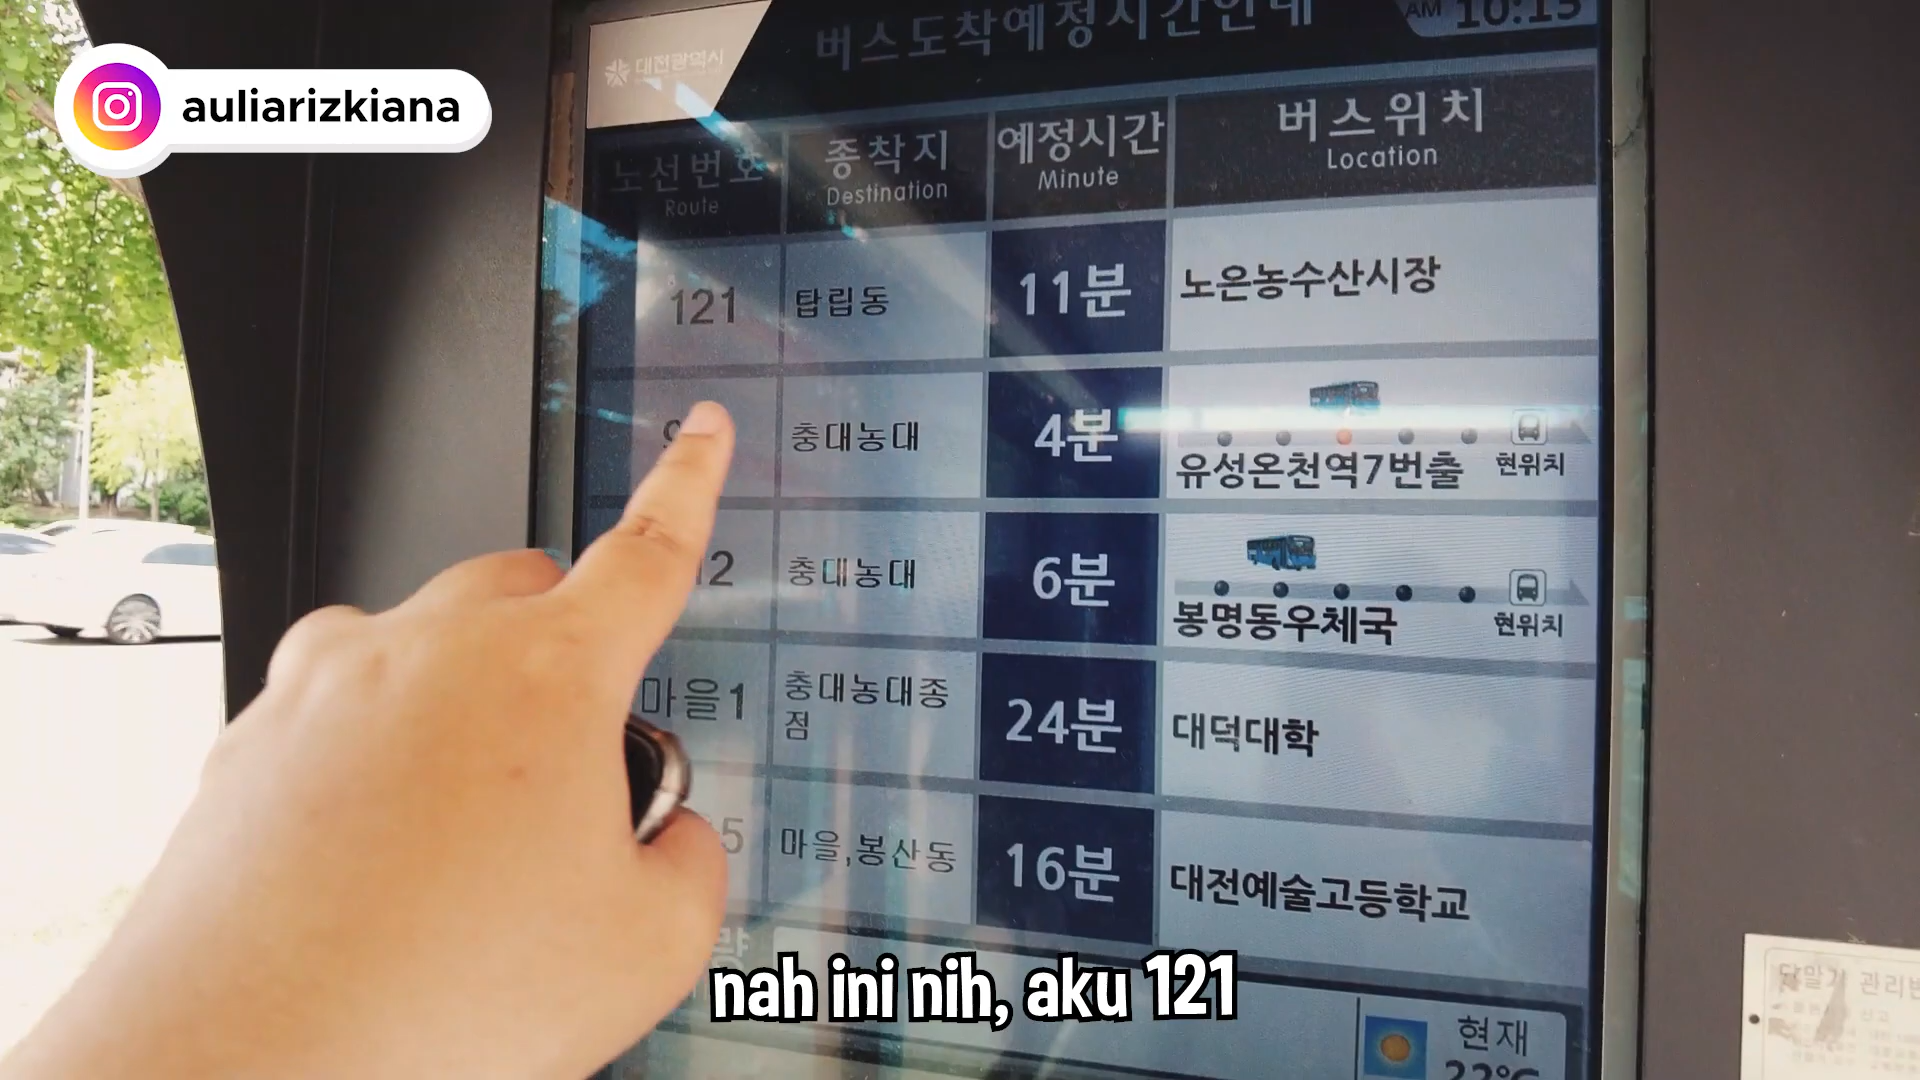 auliarizkiana
대전광역시
버스도착예정시간안내
AM 10:15
노선번호 종착지 예정시간 버스위치
Route Destination Minute Location
121 탑립동 11분 노은농수산시장
충대농대 4분 유성온천역7번출 현위치
충대농대 6분 봉명동우체국 현위치
마을1 충대농대종점 24분 대덕대학
5 마을,봉산동 16분 대전예술고등학교
nah ini nih, aku 121
현재
22°C